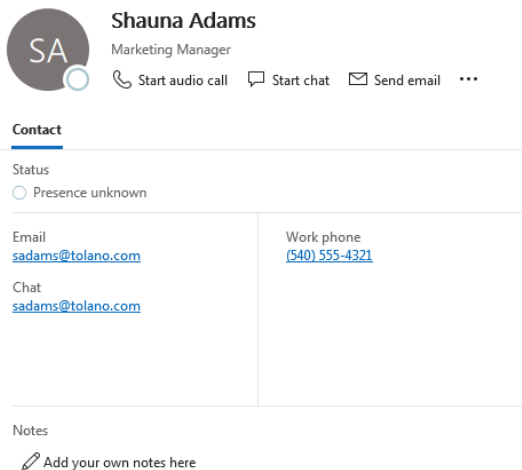 SA
Shauna Adams
Marketing Manager
Start audio call Start chat Send email ...
Contact
Status
Presence unknown
Email
sadams@tolano.com
Work phone
(540) 555-4321
Chat
sadams@tolano.com
Notes
Add your own notes here